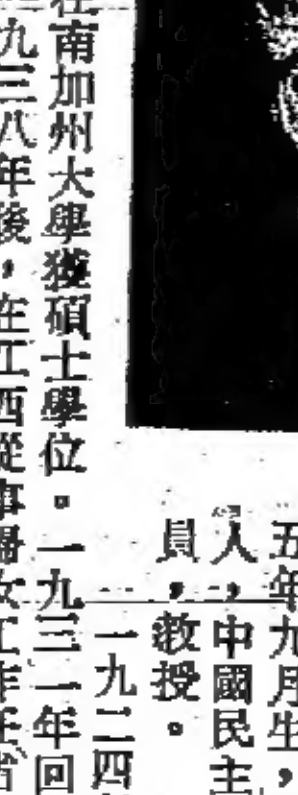 五年九月生，
人，中國民主
員，教授。
一九二四
在南加州大學獲碩士學位。一九三一年回
九三八年後，在江西從事婦女工作任省